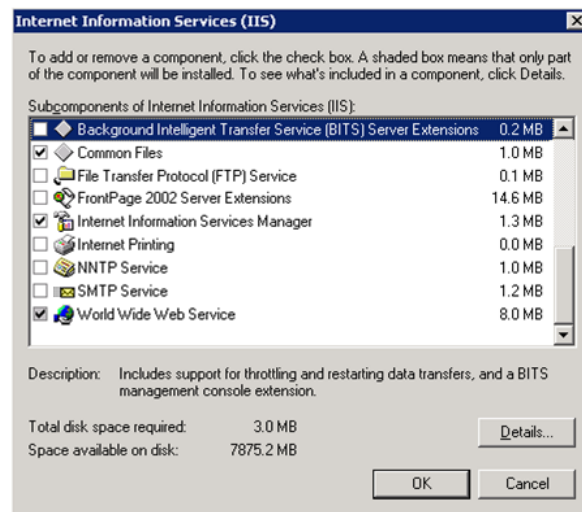 Internet Information Services (IIS)
To add or remove a component, click the check box. A shaded box means that only part
of the component will be installed. To see what's included in a component, click Details.
Subcomponents of Internet Information Services (IIS):
Background Intelligent Transfer Service (BITS) Server Extensions 0.2 MB
Common Files 1.0 MB
File Transfer Protocol (FTP) Service 0.1 MB
FrontPage 2002 Server Extensions 14.6 MB
Internet Information Services Manager 1.3 MB
Internet Printing 0.0 MB
NNTP Service 1.0 MB
SMTP Service 1.2 MB
World Wide Web Service 8.0 MB
Description: Includes support for throttling and restarting data transfers, and a BITS
management console extension.
Total disk space required: 3.0 MB
Details...
Space available on disk: 7875.2 MB
OK Cancel